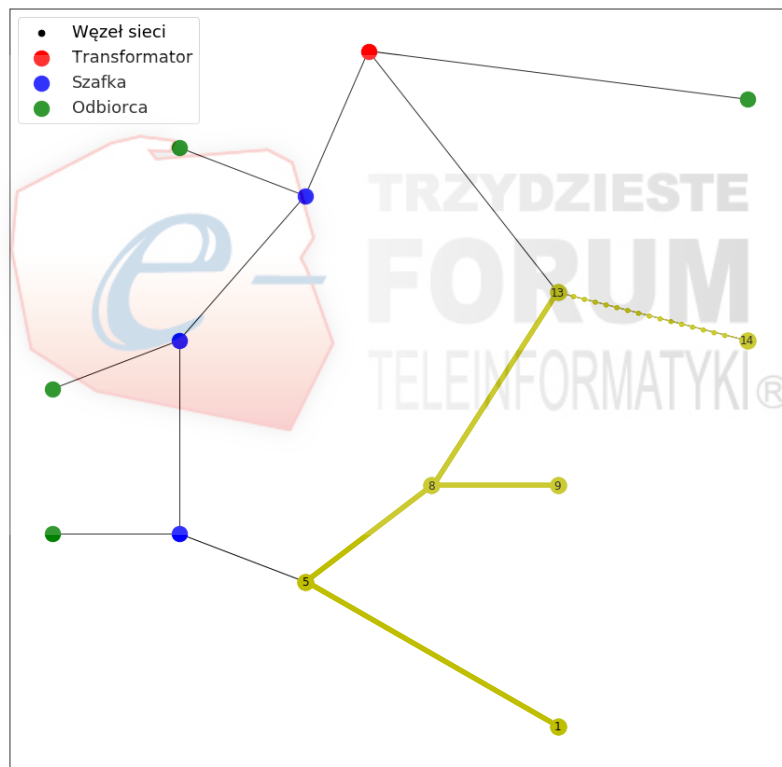 Węzeł sieci
Transformator
Szafka
Odbiorca
e-
TRZYDZIESTE
FORUM
TELEINFORMATYKI®
13
14
8
9
5
1